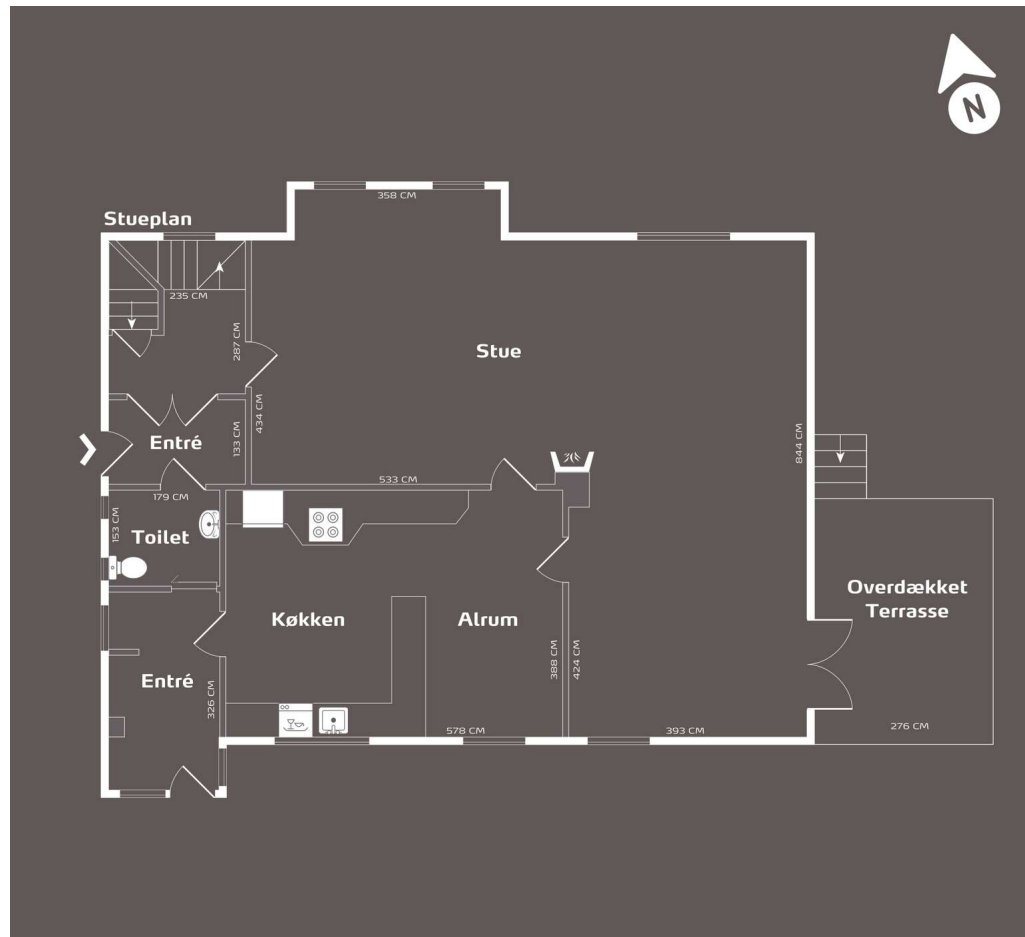 N
358 CM
Stueplan
235 CM
287 CM
Stue
434 CM
133 CM
Entré
844 CM
533 CM
179 CM
153 CM
Toilet
Overdækket
Terrasse
Køkken
Alrum
388 CM
424 CM
Entré
326 CM
578 CM
393 CM
276 CM